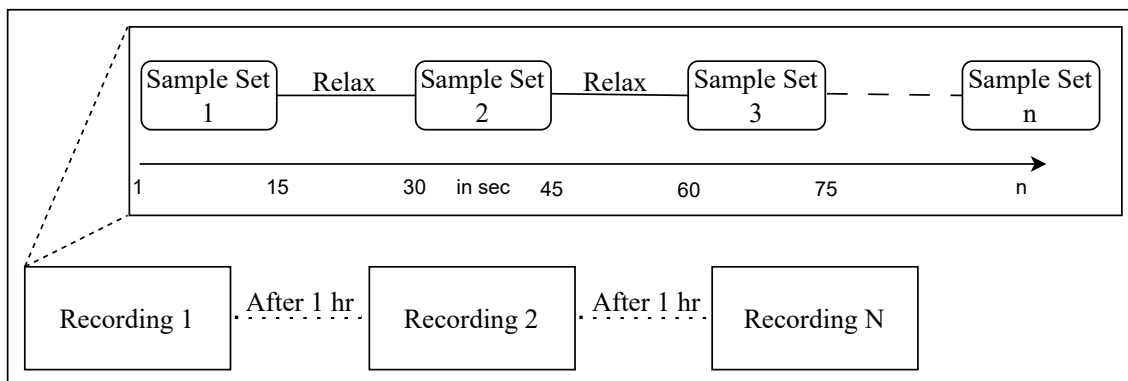 Sample Set
1
Relax
Sample Set
2
Relax
Sample Set
3
Sample Set
n
1
15
30
in sec
45
60
75
n
Recording 1
After 1 hr
Recording 2
After 1 hr
Recording N